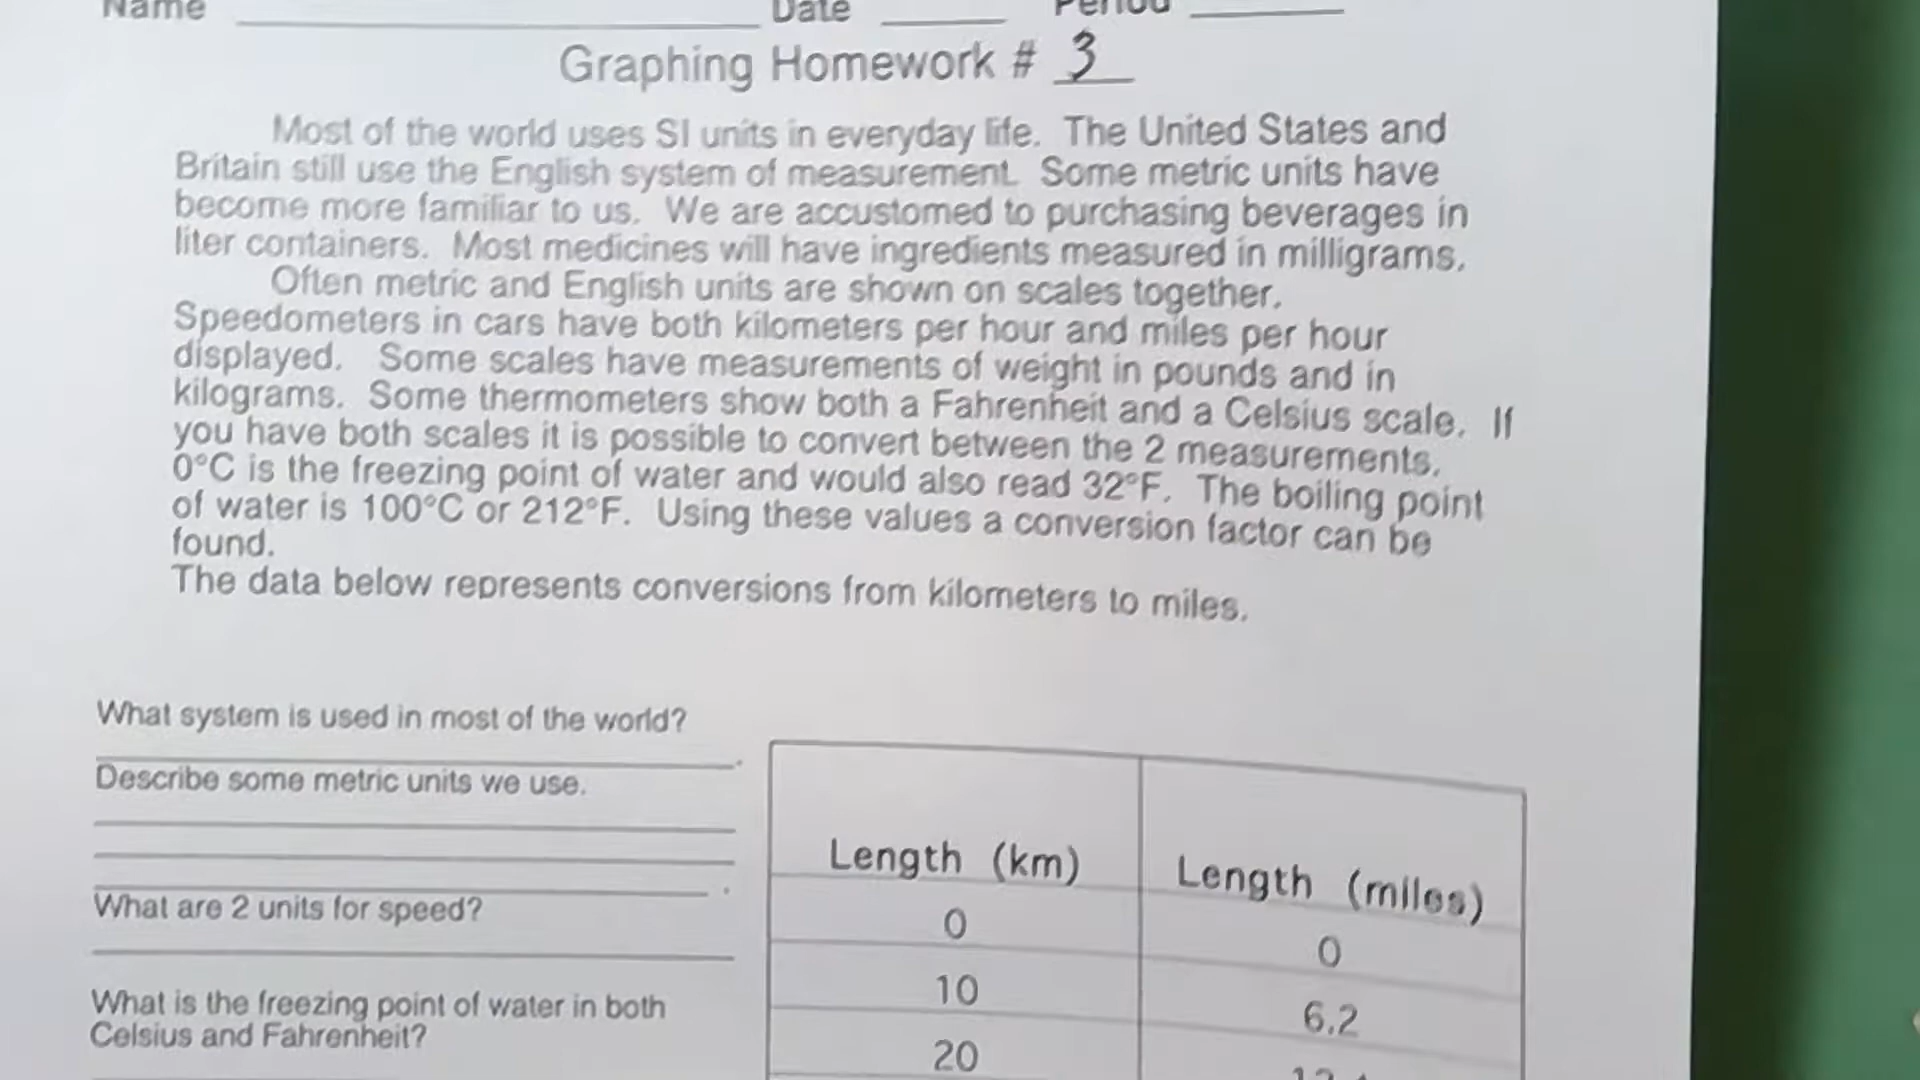 Name Date Period
Graphing Homework # 3
Most of the world uses SI units in everyday life. The United States and
Britain still use the English system of measurement. Some metric units have
become more familiar to us. We are accustomed to purchasing beverages in
liter containers. Most medicines will have ingredients measured in milligrams.
Often metric and English units are shown on scales together.
Speedometers in cars have both kilometers per hour and miles per hour
displayed. Some scales have measurements of weight in pounds and in
kilograms. Some thermometers show both a Fahrenheit and a Celsius scale. If
you have both scales it is possible to convert between the 2 measurements.
0°C is the freezing point of water and would also read 32°F. The boiling point
of water is 100°C or 212°F. Using these values a conversion factor can be
found.
The data below represents conversions from kilometers to miles.
What system is used in most of the world?
Describe some metric units we use.
What are 2 units for speed?
What is the freezing point of water in both
Celsius and Fahrenheit?
Length (km) Length (miles)
0 0
10 6.2
20